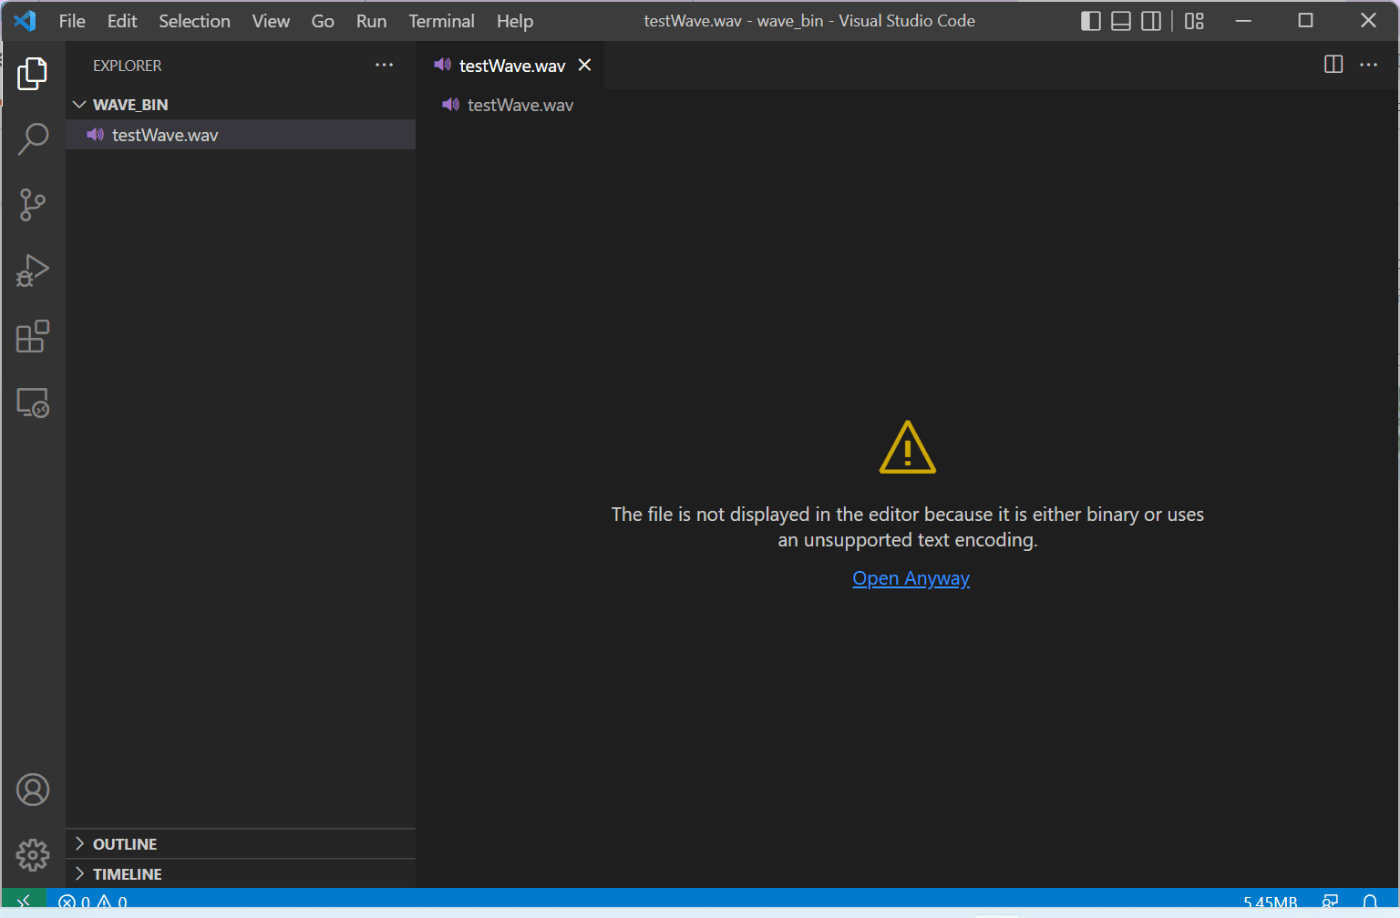 File Edit Selection View Go Run Terminal Help testWave.wav - wave_bin - Visual Studio Code
EXPLORER
testWave.wav
WAVE_BIN
testWave.wav
testWave.wav
The file is not displayed in the editor because it is either binary or uses
an unsupported text encoding.
Open Anyway
OUTLINE
TIMELINE
0 0 5.45MB